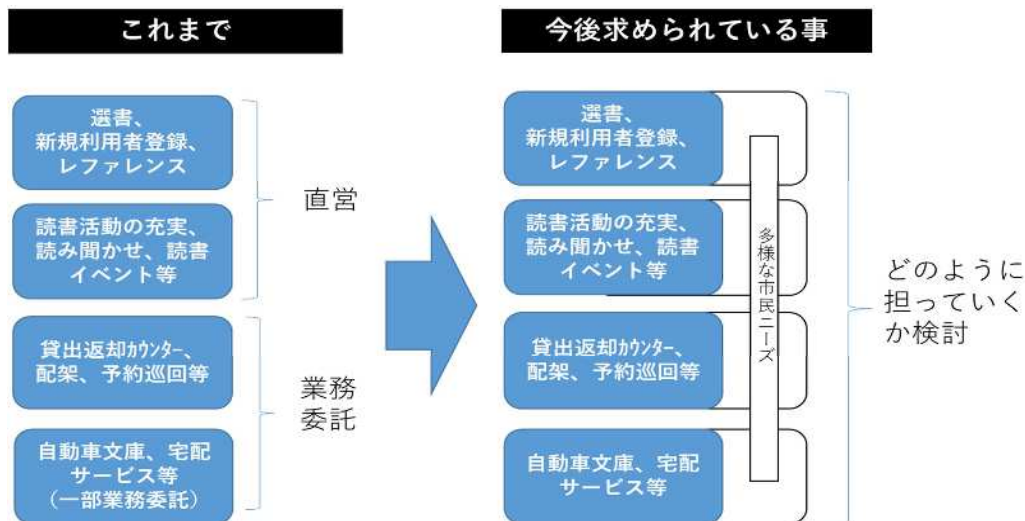 これまで
選書、
新規利用者登録、
レファレンス
読書活動の充実、
読み聞かせ、読書
イベント等
直営
貸出返却ｶｳﾝﾀｰ、
配架、予約巡回等
自動車文庫、宅配
サービス等
（一部業務委託）
業務
委託
今後求められている事
選書、
新規利用者登録、
レファレンス
読書活動の充実、
読み聞かせ、読書
イベント等
貸出返却ｶｳﾝﾀｰ、
配架、予約巡回等
自動車文庫、宅配
サービス等
多様な市民ニーズ
どのように
担っていく
か検討